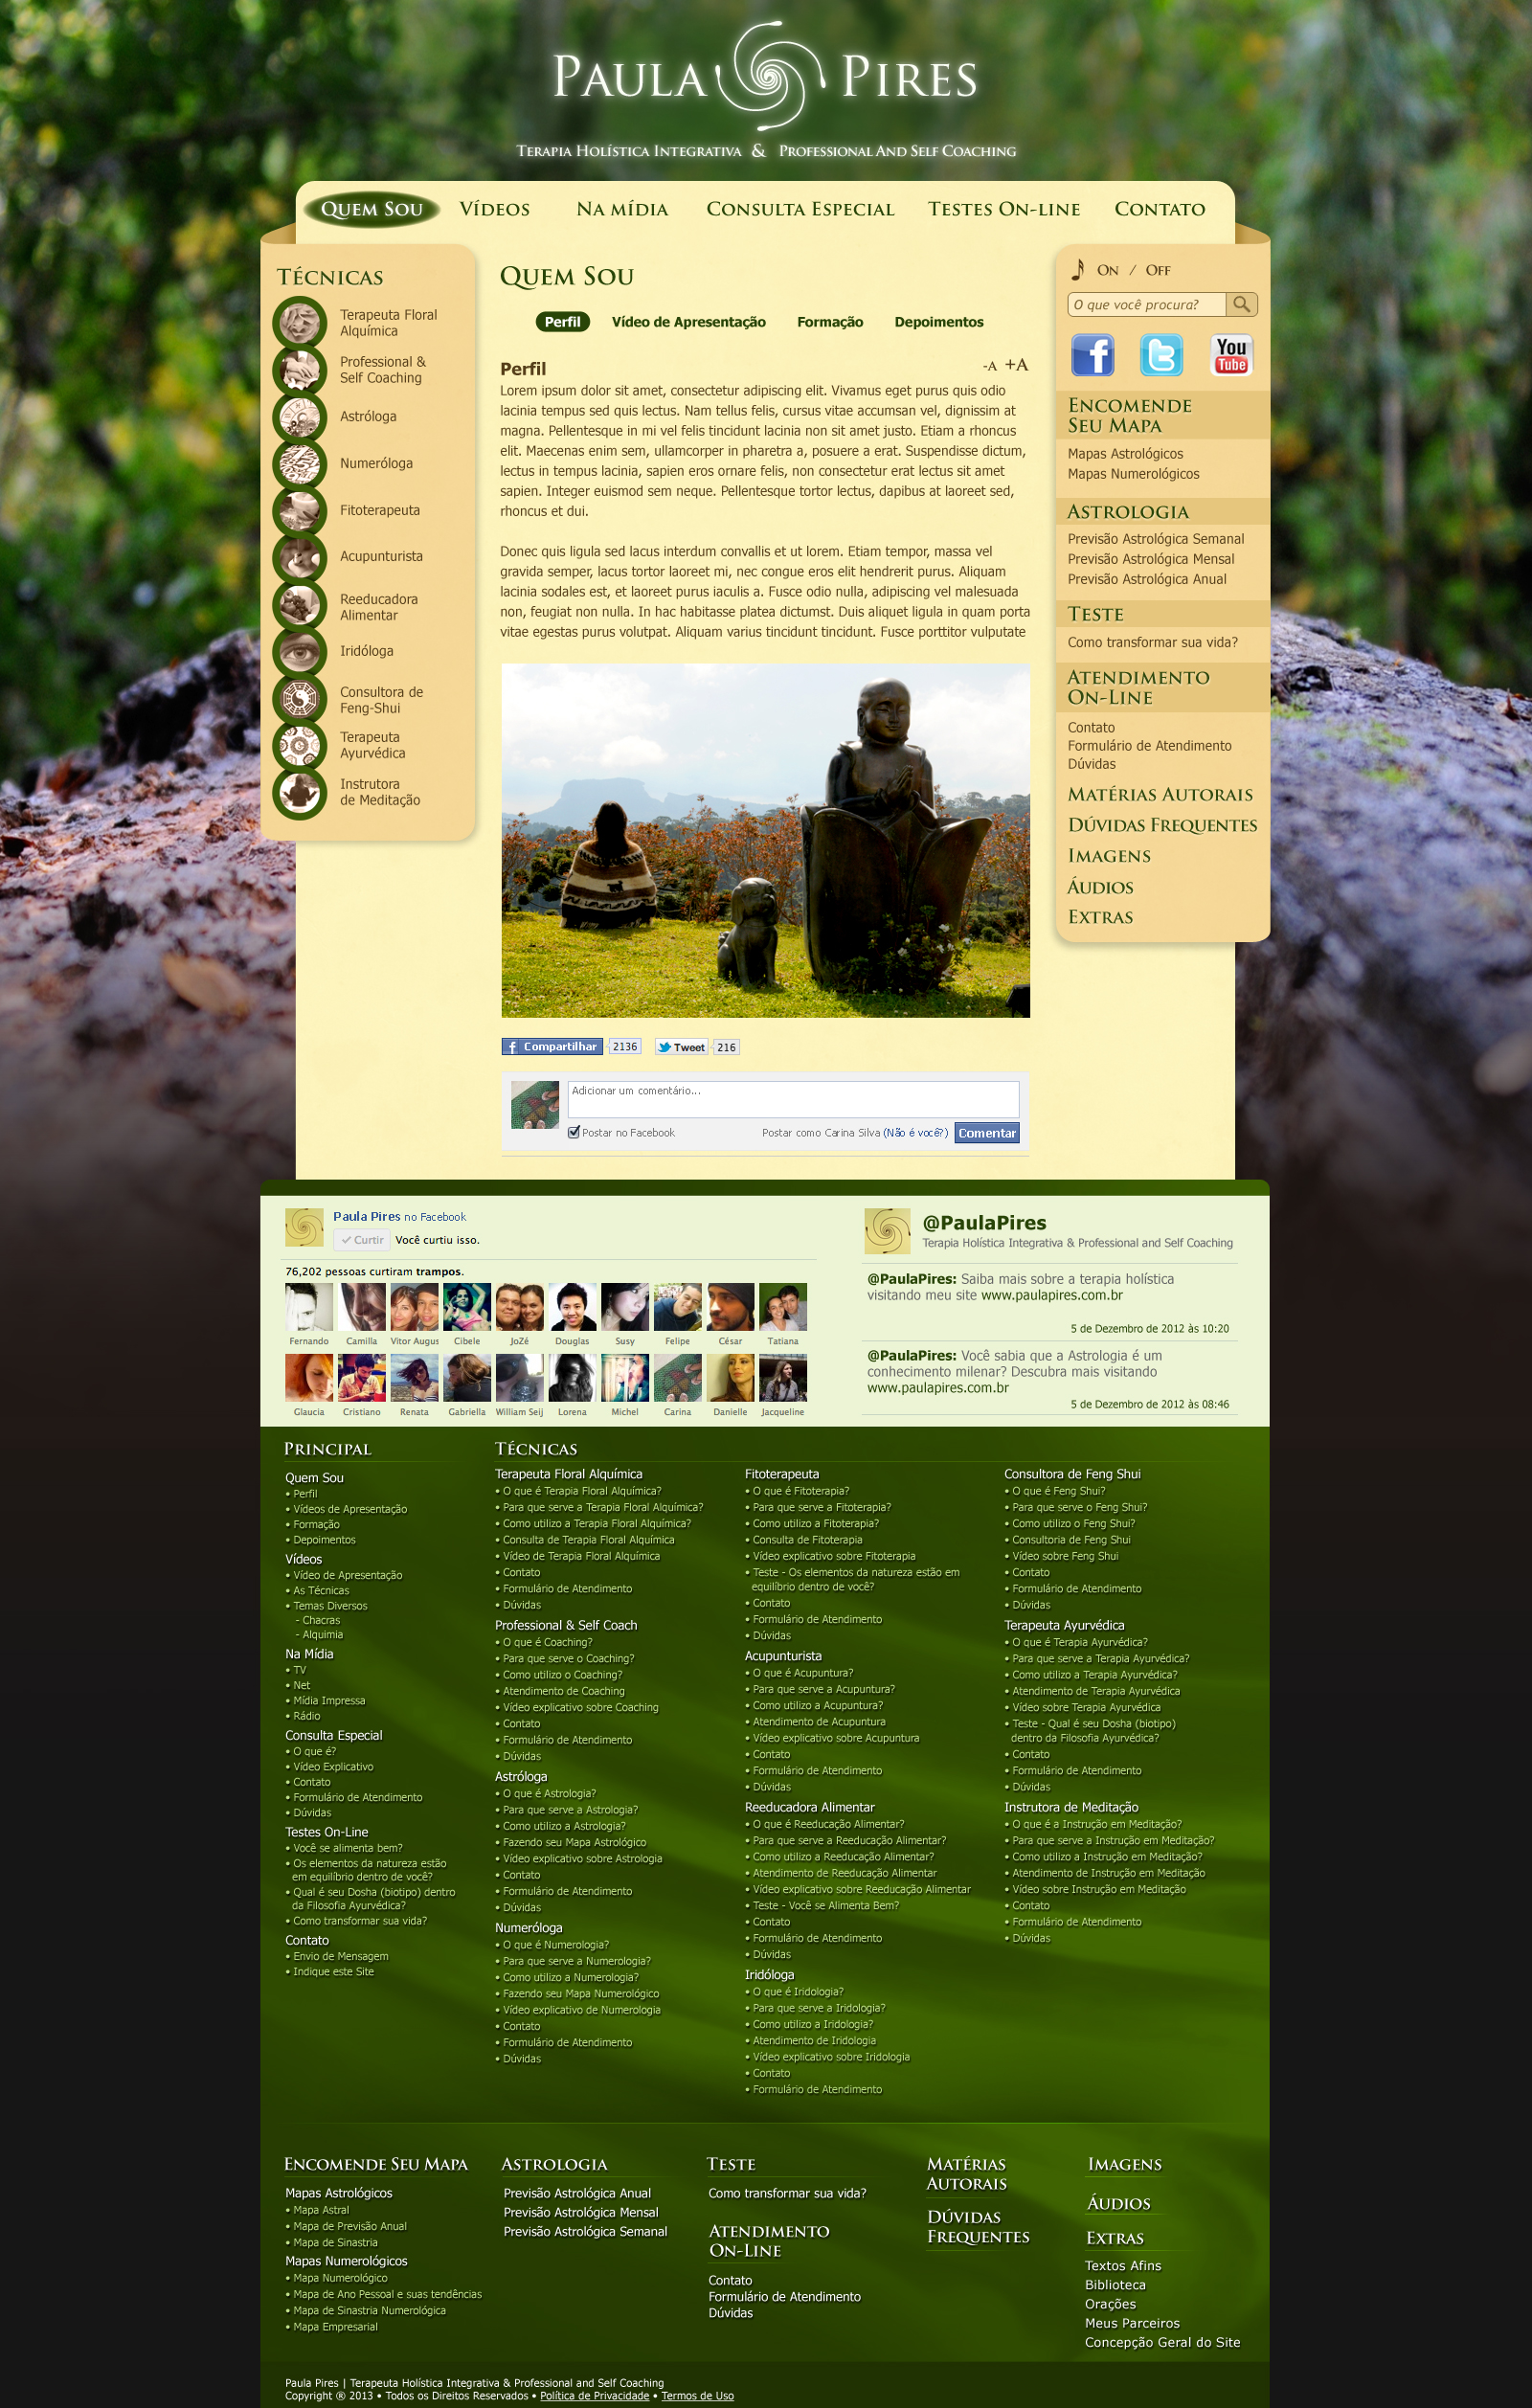 PAULA PIRES
TERAPIA HOLÍSTICA INTEGRATIVA & PROFESSIONAL AND SELF COACHING
QUEM SOU
VÍDEOS
NA MÍDIA
CONSULTA ESPECIAL
TESTES ON-LINE
CONTATO
TÉCNICAS
Terapeuta Floral
Alquímica
Professional &
Self Coaching
Astróloga
Numeróloga
Fitoterapeuta
Acupunturista
Reeducadora
Alimentar
Iridóloga
Consultora de
Feng-Shui
Terapeuta
Ayurvédica
Instrutora
de Meditação
QUEM SOU
Perfil
Vídeo de Apresentação
Formação
Depoimentos
Perfil
-A +A
Lorem ipsum dolor sit amet, consectetur adipiscing elit. Vivamus eget purus quis odio
lacinia tempus sed quis lectus. Nam tellus felis, cursus vitae accumsan vel, dignissim at
magna. Pellentesque in mi vel felis tincidunt lacinia non sit amet justo. Etiam a rhoncus
elit. Maecenas enim sem, ullamcorper in pharetra a, posuere a erat. Suspendisse dictum,
lectus in tempus lacinia, sapien eros ornare felis, non consectetur erat lectus sit amet
sapien. Integer euismod sem neque. Pellentesque tortor lectus, dapibus at laoreet sed,
rhoncus et dui.
Donec quis ligula sed lacus interdum convallis et ut lorem. Etiam tempor, massa vel
gravida semper, lacus tortor laoreet mi, nec congue eros elit hendrerit purus. Aliquam
lacinia sodales est, et laoreet purus iaculis a. Fusce odio nulla, adipiscing vel malesuada
non, feugiat non nulla. In hac habitasse platea dictumst. Duis aliquet ligula in quam porta
vitae egestas purus volutpat. Aliquam varius tincidunt tincidunt. Fusce porttitor vulputate
ON / OFF
O que você procura?
f
t
You
Tube
ENCOMENDE
SEU MAPA
Mapas Astrológicos
Mapas Numerológicos
ASTROLOGIA
Previsão Astrológica Semanal
Previsão Astrológica Mensal
Previsão Astrológica Anual
TESTE
Como transformar sua vida?
ATENDIMENTO
ON-LINE
Contato
Formulário de Atendimento
Dúvidas
MATÉRIAS AUTORAIS
DÚVIDAS FREQUENTES
IMAGENS
ÁUDIOS
EXTRAS
f Compartilhar 2136
Tweet 216
Adicionar um comentário...
Postar no Facebook
Postar como Carina Silva (Não é você?)
Comentar
Paula Pires no Facebook
Curtir Você curtiu isso.
76,202 pessoas curtiram trampos.
Fernando Camilla Vitor Augus Cibele JoZé Douglas Susy Felipe César Tatiana
Glaucia Cristiano Renata Gabriella William Seij Lorena Michel Carina Danielle Jacqueline
@PaulaPires
Terapia Holística Integrativa & Professional and Self Coaching
@PaulaPires: Saiba mais sobre a terapia holística
visitando meu site www.paulapires.com.br
5 de Dezembro de 2012 às 10:20
@PaulaPires: Você sabia que a Astrologia é um
conhecimento milenar? Descubra mais visitando
www.paulapires.com.br
5 de Dezembro de 2012 às 08:46
PRINCIPAL
Quem Sou
• Perfil
• Vídeos de Apresentação
• Formação
• Depoimentos
Vídeos
• Vídeo de Apresentação
• As Técnicas
• Temas Diversos
- Chacras
- Alquimia
Na Mídia
• TV
• Net
• Mídia Impressa
• Rádio
Consulta Especial
• O que é?
• Vídeo Explicativo
• Contato
• Formulário de Atendimento
• Dúvidas
Testes On-Line
• Você se alimenta bem?
• Os elementos da natureza estão
em equilíbrio dentro de você?
• Qual é seu Dosha (biotipo) dentro
da Filosofia Ayurvédica?
• Como transformar sua vida?
Contato
• Envio de Mensagem
• Indique este Site
TÉCNICAS
Terapeuta Floral Alquímica
• O que é Terapia Floral Alquímica?
• Para que serve a Terapia Floral Alquímica?
• Como utilizo a Terapia Floral Alquímica?
• Consulta de Terapia Floral Alquímica
• Vídeo de Terapia Floral Alquímica
• Contato
• Formulário de Atendimento
• Dúvidas
Professional & Self Coach
• O que é Coaching?
• Para que serve o Coaching?
• Como utilizo o Coaching?
• Atendimento de Coaching
• Vídeo explicativo sobre Coaching
• Contato
• Formulário de Atendimento
• Dúvidas
Astróloga
• O que é Astrologia?
• Para que serve a Astrologia?
• Como utilizo a Astrologia?
• Fazendo seu Mapa Astrológico
• Vídeo explicativo sobre Astrologia
• Contato
• Formulário de Atendimento
• Dúvidas
Numeróloga
• O que é Numerologia?
• Para que serve a Numerologia?
• Como utilizo a Numerologia?
• Fazendo seu Mapa Numerológico
• Vídeo explicativo de Numerologia
• Contato
• Formulário de Atendimento
• Dúvidas
Fitoterapeuta
• O que é Fitoterapia?
• Para que serve a Fitoterapia?
• Como utilizo a Fitoterapia?
• Consulta de Fitoterapia
• Vídeo explicativo sobre Fitoterapia
• Teste - Os elementos da natureza estão em
equilíbrio dentro de você?
• Contato
• Formulário de Atendimento
• Dúvidas
Acupunturista
• O que é Acupuntura?
• Para que serve a Acupuntura?
• Como utilizo a Acupuntura?
• Atendimento de Acupuntura
• Vídeo explicativo sobre Acupuntura
• Contato
• Formulário de Atendimento
• Dúvidas
Reeducadora Alimentar
• O que é Reeducação Alimentar?
• Para que serve a Reeducação Alimentar?
• Como utilizo a Reeducação Alimentar?
• Atendimento de Reeducação Alimentar
• Vídeo explicativo sobre Reeducação Alimentar
• Teste - Você se Alimenta Bem?
• Contato
• Formulário de Atendimento
• Dúvidas
Iridóloga
• O que é Iridologia?
• Para que serve a Iridologia?
• Como utilizo a Iridologia?
• Atendimento de Iridologia
• Vídeo explicativo sobre Iridologia
• Contato
• Formulário de Atendimento
Consultora de Feng Shui
• O que é Feng Shui?
• Para que serve o Feng Shui?
• Como utilizo o Feng Shui?
• Consultoria de Feng Shui
• Vídeo sobre Feng Shui
• Contato
• Formulário de Atendimento
• Dúvidas
Terapeuta Ayurvédica
• O que é Terapia Ayurvédica?
• Para que serve a Terapia Ayurvédica?
• Como utilizo a Terapia Ayurvédica?
• Atendimento de Terapia Ayurvédica
• Vídeo sobre Terapia Ayurvédica
• Teste - Qual é seu Dosha (biotipo)
dentro da Filosofia Ayurvédica?
• Contato
• Formulário de Atendimento
• Dúvidas
Instrutora de Meditação
• O que é a Instrução em Meditação?
• Para que serve a Instrução em Meditação?
• Como utilizo a Instrução em Meditação?
• Atendimento de Instrução em Meditação
• Vídeo sobre Instrução em Meditação
• Contato
• Formulário de Atendimento
• Dúvidas
ENCOMENDE SEU MAPA
Mapas Astrológicos
• Mapa Astral
• Mapa de Previsão Anual
• Mapa de Sinastria
Mapas Numerológicos
• Mapa Numerológico
• Mapa de Ano Pessoal e suas tendências
• Mapa de Sinastria Numerológica
• Mapa Empresarial
ASTROLOGIA
Previsão Astrológica Anual
Previsão Astrológica Mensal
Previsão Astrológica Semanal
TESTE
Como transformar sua vida?
ATENDIMENTO
ON-LINE
Contato
Formulário de Atendimento
Dúvidas
MATÉRIAS
AUTORAIS
DÚVIDAS
FREQUENTES
IMAGENS
ÁUDIOS
EXTRAS
Textos Afins
Biblioteca
Orações
Meus Parceiros
Concepção Geral do Site
Paula Pires | Terapeuta Holística Integrativa & Professional and Self Coaching
Copyright ® 2013 • Todos os Direitos Reservados • Política de Privacidade • Termos de Uso